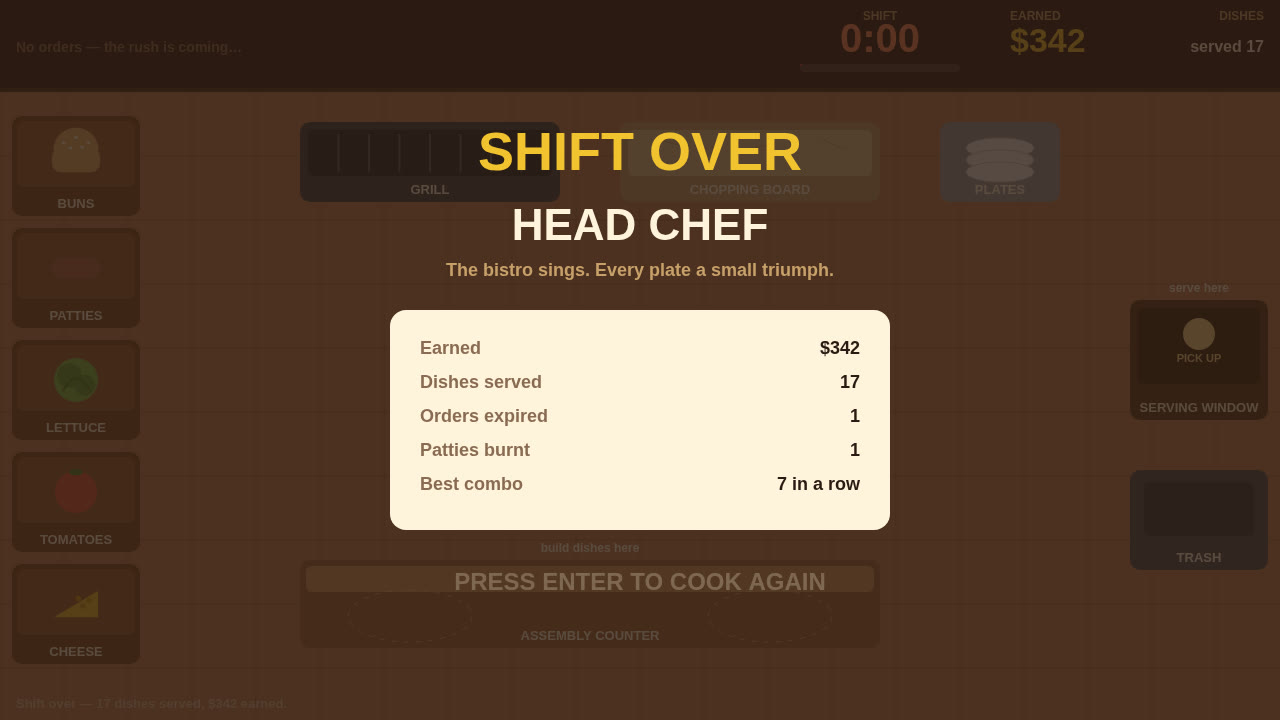 SHIFT
EARNED
DISHES
No orders — the rush is coming…
0:00
$342
served 17
SHIFT OVER
BUNS
GRILL
CHOPPING BOARD
PLATES
HEAD CHEF
The bistro sings. Every plate a small triumph.
PATTIES
serve here
PICK UP
SERVING WINDOW
Earned $342
Dishes served 17
Orders expired 1
Patties burnt 1
Best combo 7 in a row
LETTUCE
TOMATOES
TRASH
build dishes here
PRESS ENTER TO COOK AGAIN
ASSEMBLY COUNTER
CHEESE
Shift over — 17 dishes served, $342 earned.